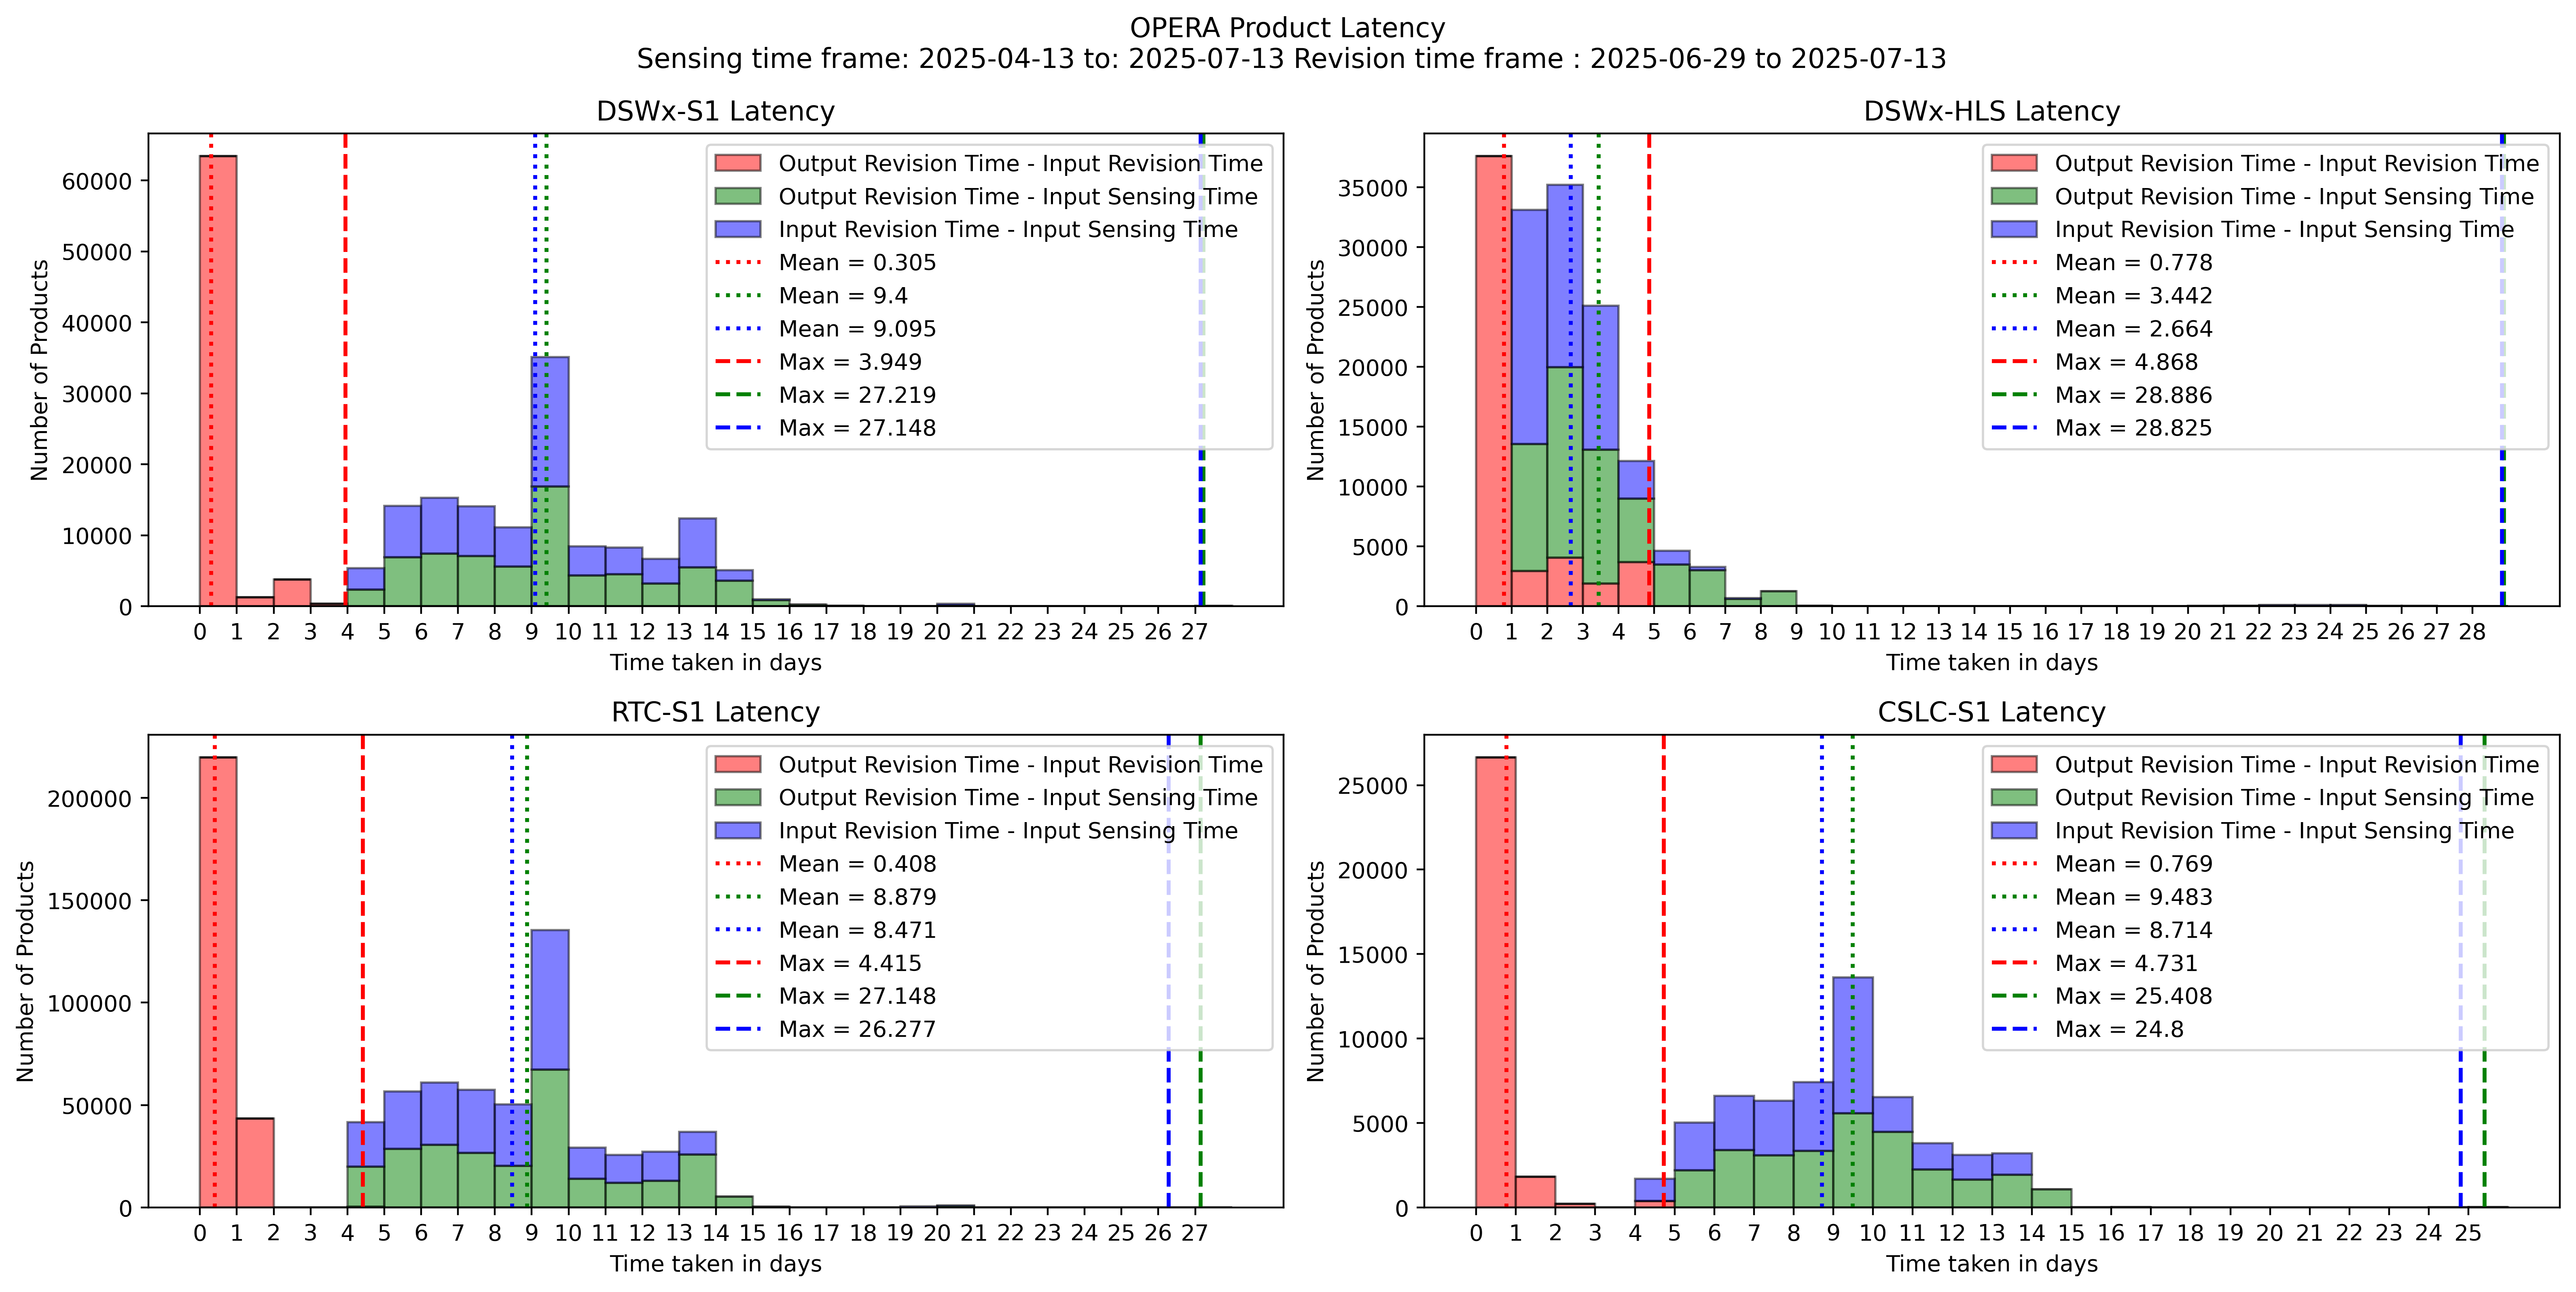 OPERA Product Latency
Sensing time frame: 2025-04-13 to: 2025-07-13 Revision time frame : 2025-06-29 to 2025-07-13
DSWx-S1 Latency
Number of Products
60000
50000
40000
30000
20000
10000
0
Output Revision Time - Input Revision Time
Output Revision Time - Input Sensing Time
Input Revision Time - Input Sensing Time
Mean = 0.305
Mean = 9.4
Mean = 9.095
Max = 3.949
Max = 27.219
Max = 27.148
0 1 2 3 4 5 6 7 8 9 10 11 12 13 14 15 16 17 18 19 20 21 22 23 24 25 26 27
Time taken in days
DSWx-HLS Latency
Number of Products
35000
30000
25000
20000
15000
10000
5000
0
Output Revision Time - Input Revision Time
Output Revision Time - Input Sensing Time
Input Revision Time - Input Sensing Time
Mean = 0.778
Mean = 3.442
Mean = 2.664
Max = 4.868
Max = 28.886
Max = 28.825
0 1 2 3 4 5 6 7 8 9 10 11 12 13 14 15 16 17 18 19 20 21 22 23 24 25 26 27 28
Time taken in days
RTC-S1 Latency
Number of Products
200000
150000
100000
50000
0
Output Revision Time - Input Revision Time
Output Revision Time - Input Sensing Time
Input Revision Time - Input Sensing Time
Mean = 0.408
Mean = 8.879
Mean = 8.471
Max = 4.415
Max = 27.148
Max = 26.277
0 1 2 3 4 5 6 7 8 9 10 11 12 13 14 15 16 17 18 19 20 21 22 23 24 25 26 27
Time taken in days
CSLC-S1 Latency
Number of Products
25000
20000
15000
10000
5000
0
Output Revision Time - Input Revision Time
Output Revision Time - Input Sensing Time
Input Revision Time - Input Sensing Time
Mean = 0.769
Mean = 9.483
Mean = 8.714
Max = 4.731
Max = 25.408
Max = 24.8
0 1 2 3 4 5 6 7 8 9 10 11 12 13 14 15 16 17 18 19 20 21 22 23 24 25
Time taken in days